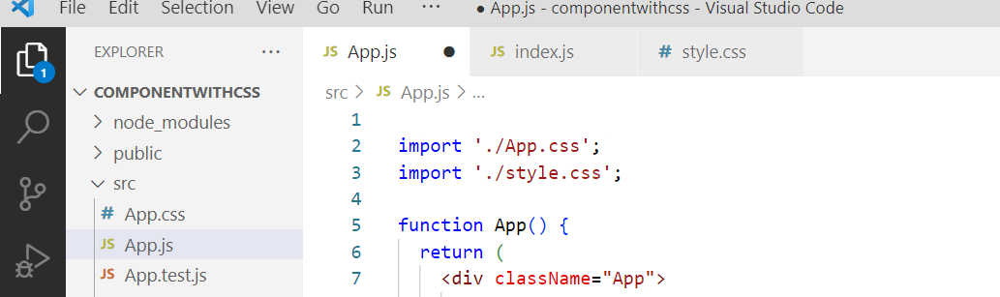 File Edit Selection View Go Run ··· ● App.js - componentwithcss - Visual Studio Code
EXPLORER ···
JS App.js ● JS index.js # style.css
1
COMPONENTWITHCSS
src > JS App.js > ...
node_modules
public
src
# App.css
JS App.js
JS App.test.js
1
2 import './App.css';
3 import './style.css';
4
5 function App() {
6 return (
7 <div className="App">